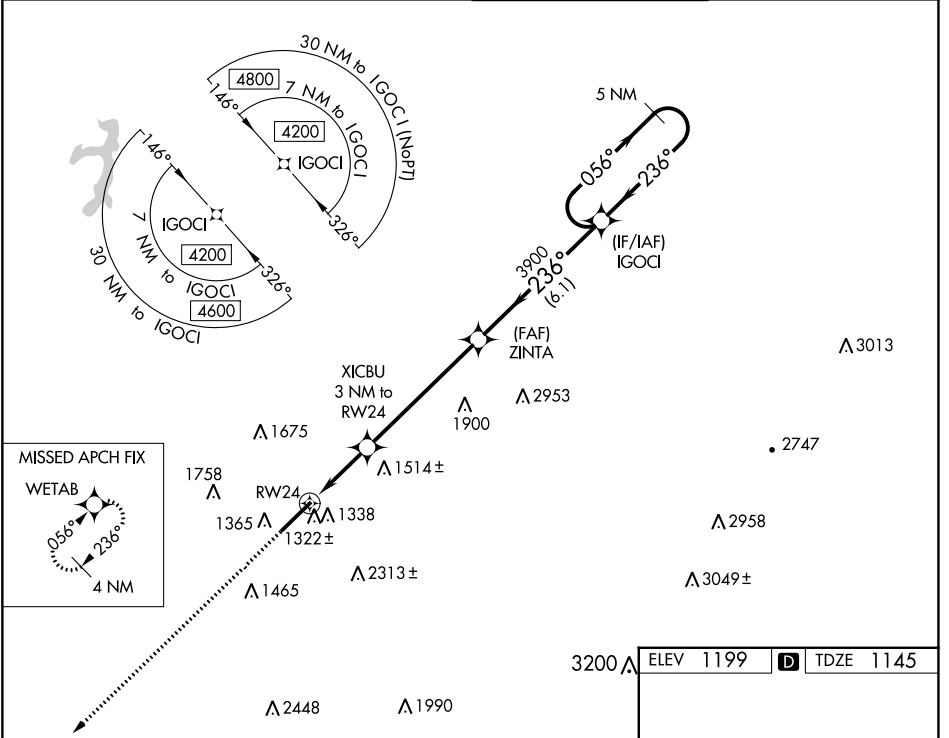 30 NM to IGOCI (NoPT)
4800
7 NM to IGOCI
146°
4200
IGOCI
326°
146°
IGOCI
7 NM to IGOCI
4200
326°
4600
30 NM to IGOCI
5 NM
056°
236°
(IF/IAF)
IGOCI
3900
236°
(6.1)
(FAF)
ZINTA
3013
XICBU
3 NM to
RW24
2953
1900
1675
2747
MISSED APCH FIX
WETAB
056°
236°
4 NM
1758
1514 ±
RW24
1365
1338
1322 ±
2958
2313 ±
1465
3049 ±
3200
ELEV 1199 D TDZE 1145
2448
1990